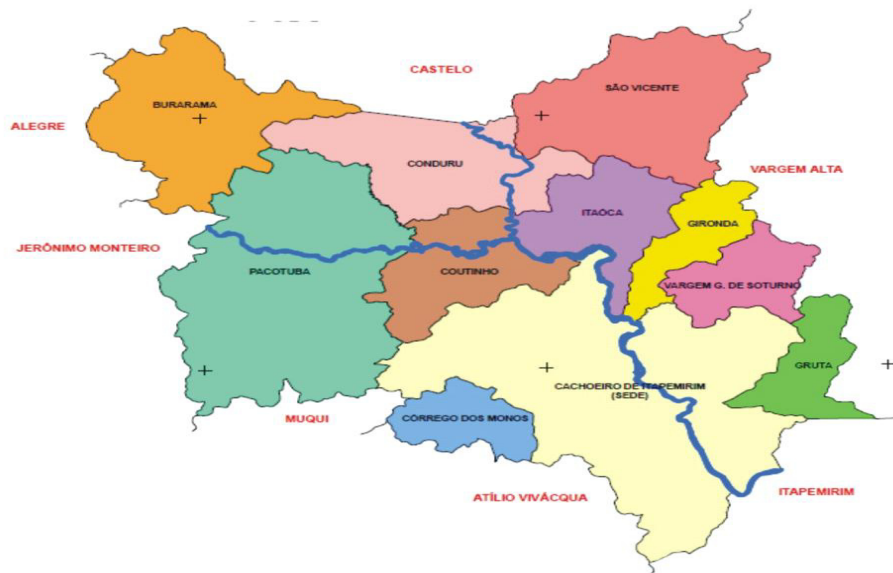 CASTELO
SÃO VICENTE
BURARAMA
ALEGRE
CONDURU
VARGEM ALTA
ITAÓCA
GIRONDA
JERÔNIMO MONTEIRO
PACOTUBA
COUTINHO
VARGEM G. DE SOTURNO
GRUTA
CACHOEIRO DE ITAPEMIRIM
(SEDE)
MUQUI
CÓRREGO DOS MONOS
ATÍLIO VIVÁCQUA
ITAPEMIRIM